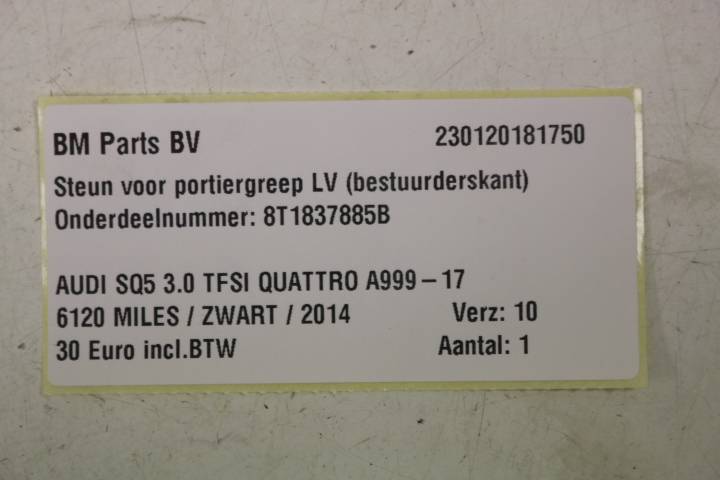 BM Parts BV 230120181750
Steun voor portiergreep LV (bestuurderskant)
Onderdeelnummer: 8T1837885B
AUDI SQ5 3.0 TFSI QUATTRO A999-17
6120 MILES / ZWART / 2014 Verz: 10
30 Euro incl.BTW Aantal: 1